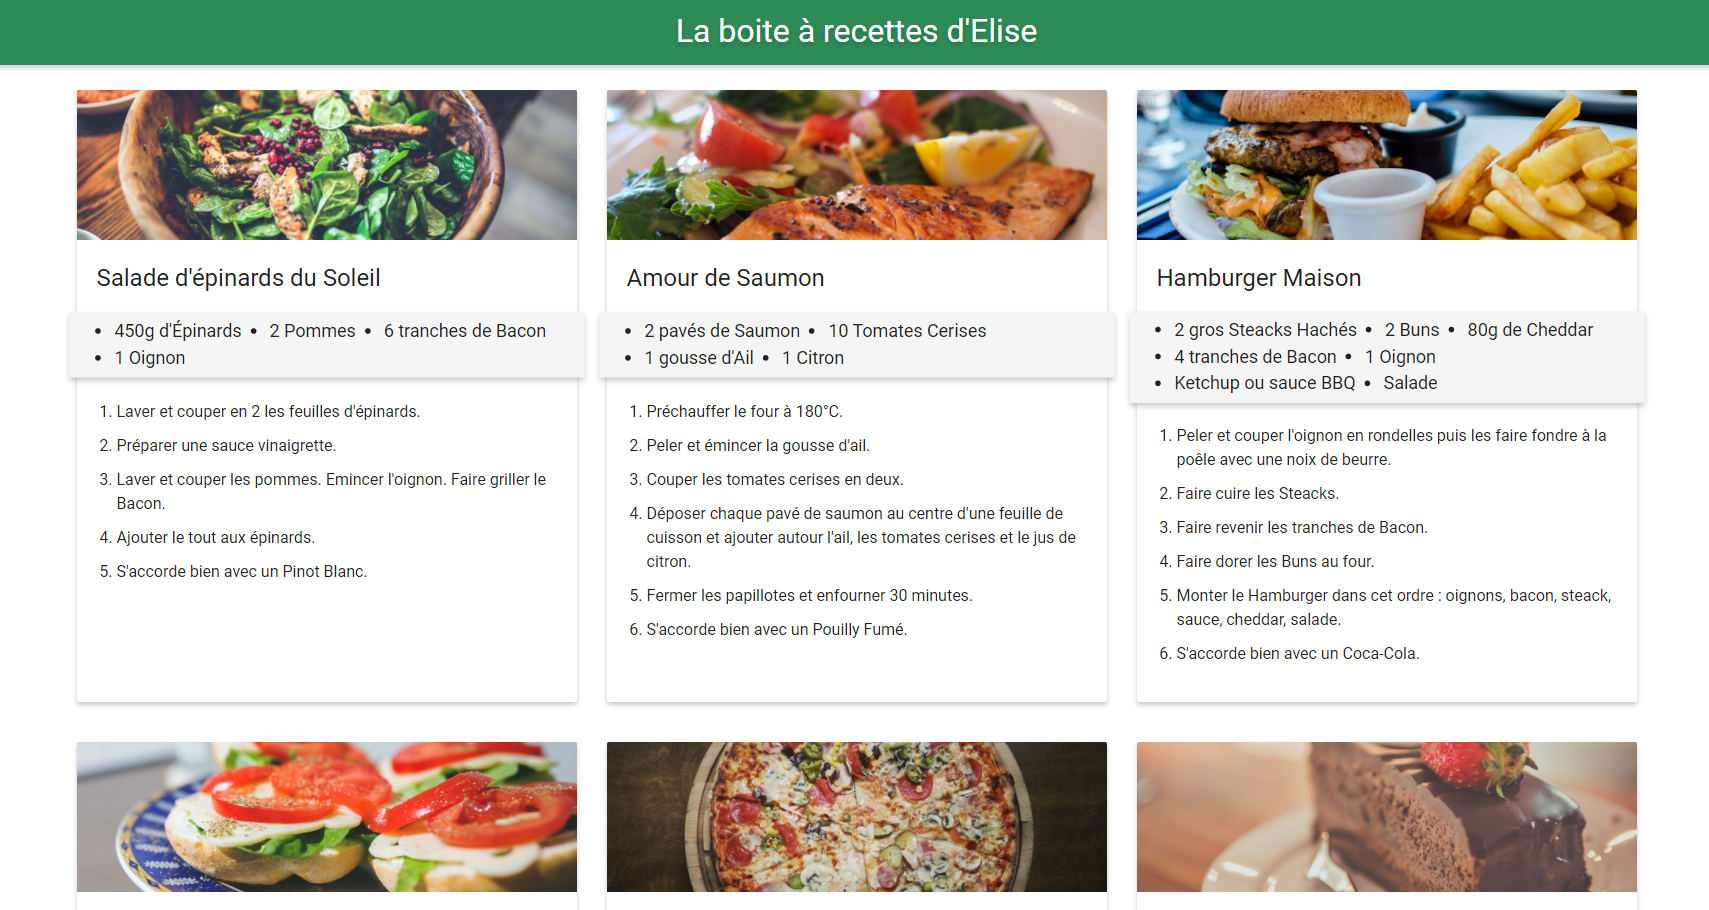 La boite à recettes d'Elise
Salade d'épinards du Soleil
• 450g d'Épinards • 2 Pommes • 6 tranches de Bacon
• 1 Oignon
1. Laver et couper en 2 les feuilles d'épinards.
2. Préparer une sauce vinaigrette.
3. Laver et couper les pommes. Emincer l'oignon. Faire griller le
Bacon.
4. Ajouter le tout aux épinards.
5. S'accorde bien avec un Pinot Blanc.
Amour de Saumon
• 2 pavés de Saumon • 10 Tomates Cerises
• 1 gousse d'Ail • 1 Citron
1. Préchauffer le four à 180°C.
2. Peler et émincer la gousse d'ail.
3. Couper les tomates cerises en deux.
4. Déposer chaque pavé de saumon au centre d'une feuille de
cuisson et ajouter autour l'ail, les tomates cerises et le jus de
citron.
5. Fermer les papillotes et enfourner 30 minutes.
6. S'accorde bien avec un Pouilly Fumé.
Hamburger Maison
• 2 gros Steacks Hachés • 2 Buns • 80g de Cheddar
• 4 tranches de Bacon • 1 Oignon
• Ketchup ou sauce BBQ • Salade
1. Peler et couper l'oignon en rondelles puis les faire fondre à la
poêle avec une noix de beurre.
2. Faire cuire les Steacks.
3. Faire revenir les tranches de Bacon.
4. Faire dorer les Buns au four.
5. Monter le Hamburger dans cet ordre : oignons, bacon, steack,
sauce, cheddar, salade.
6. S'accorde bien avec un Coca-Cola.